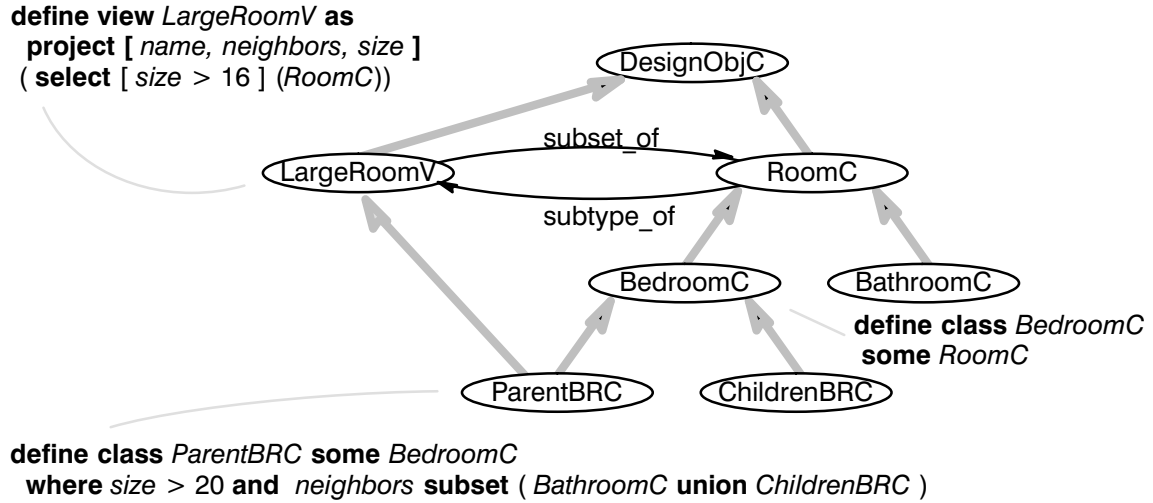 define view LargeRoomV as
project [ name, neighbors, size ]
( select [ size > 16 ] (RoomC))
DesignObjC
subset_of
LargeRoomV
RoomC
subtype_of
BedroomC
BathroomC
define class BedroomC
some RoomC
ParentBRC
ChildrenBRC
define class ParentBRC some BedroomC
where size > 20 and neighbors subset ( BathroomC union ChildrenBRC )